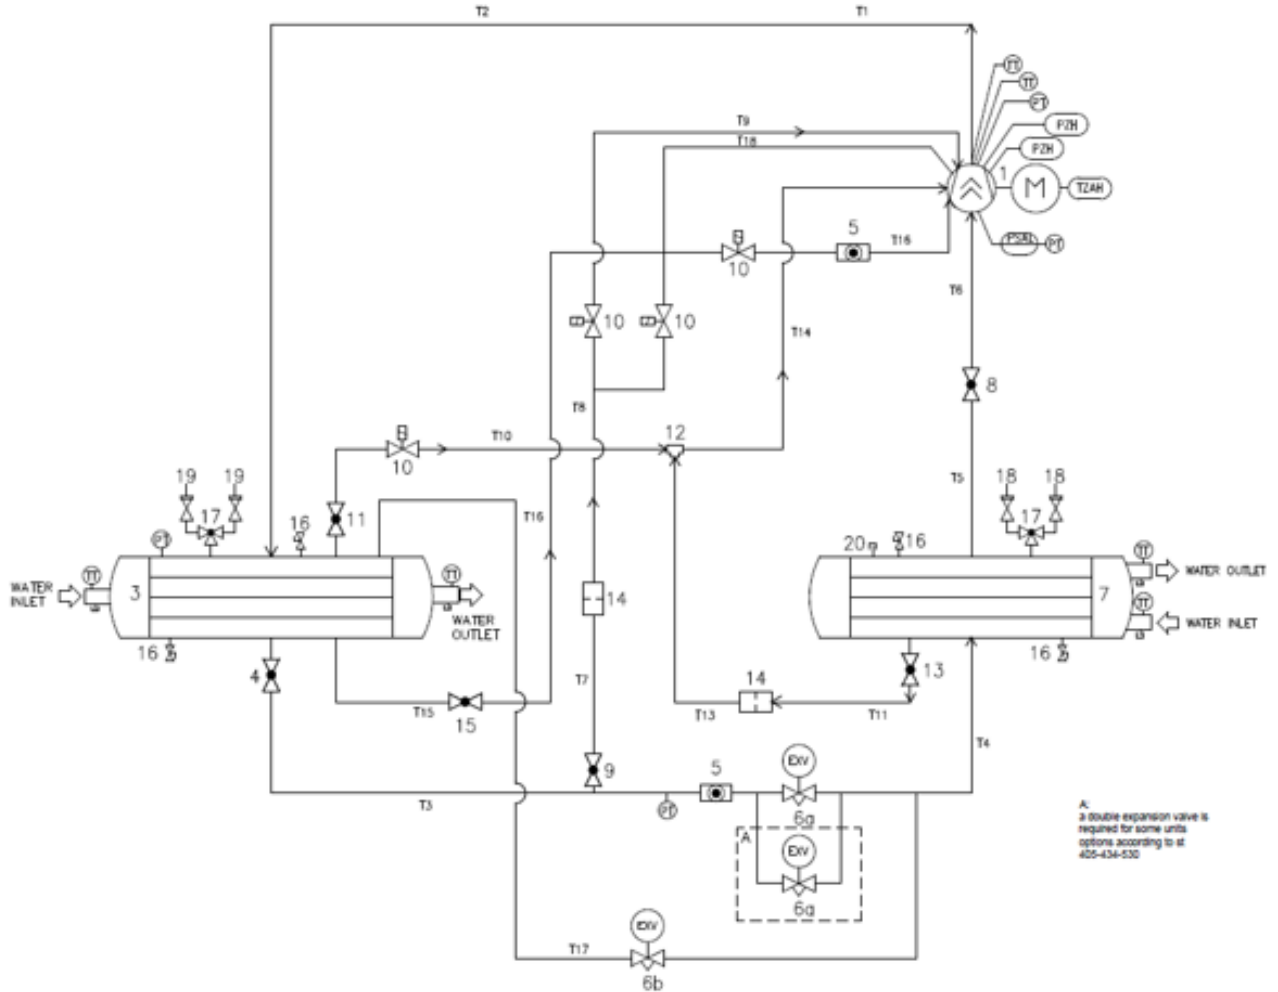 T2
T1
TT
TT
PT
PZH
PZH
1
M
TZAH
PT
T9
T18
5
T16
10
10
10
T6
T14
8
T8
T10
12
10
T5
19
19
17
16
11
T16
PT
18
18
17
20
16
TT
WATER OUTLET
WATER
INLET
TT
3
TT
WATER
OUTLET
14
7
TT
WATER INLET
16
4
16
13
T7
14
T15
15
T13
T11
T4
9
5
EXV
T3
PT
6a
A
EXV
6a
A:
a double expansion valve is
required for some units
options according to st
405-434-530
EXV
T17
6b